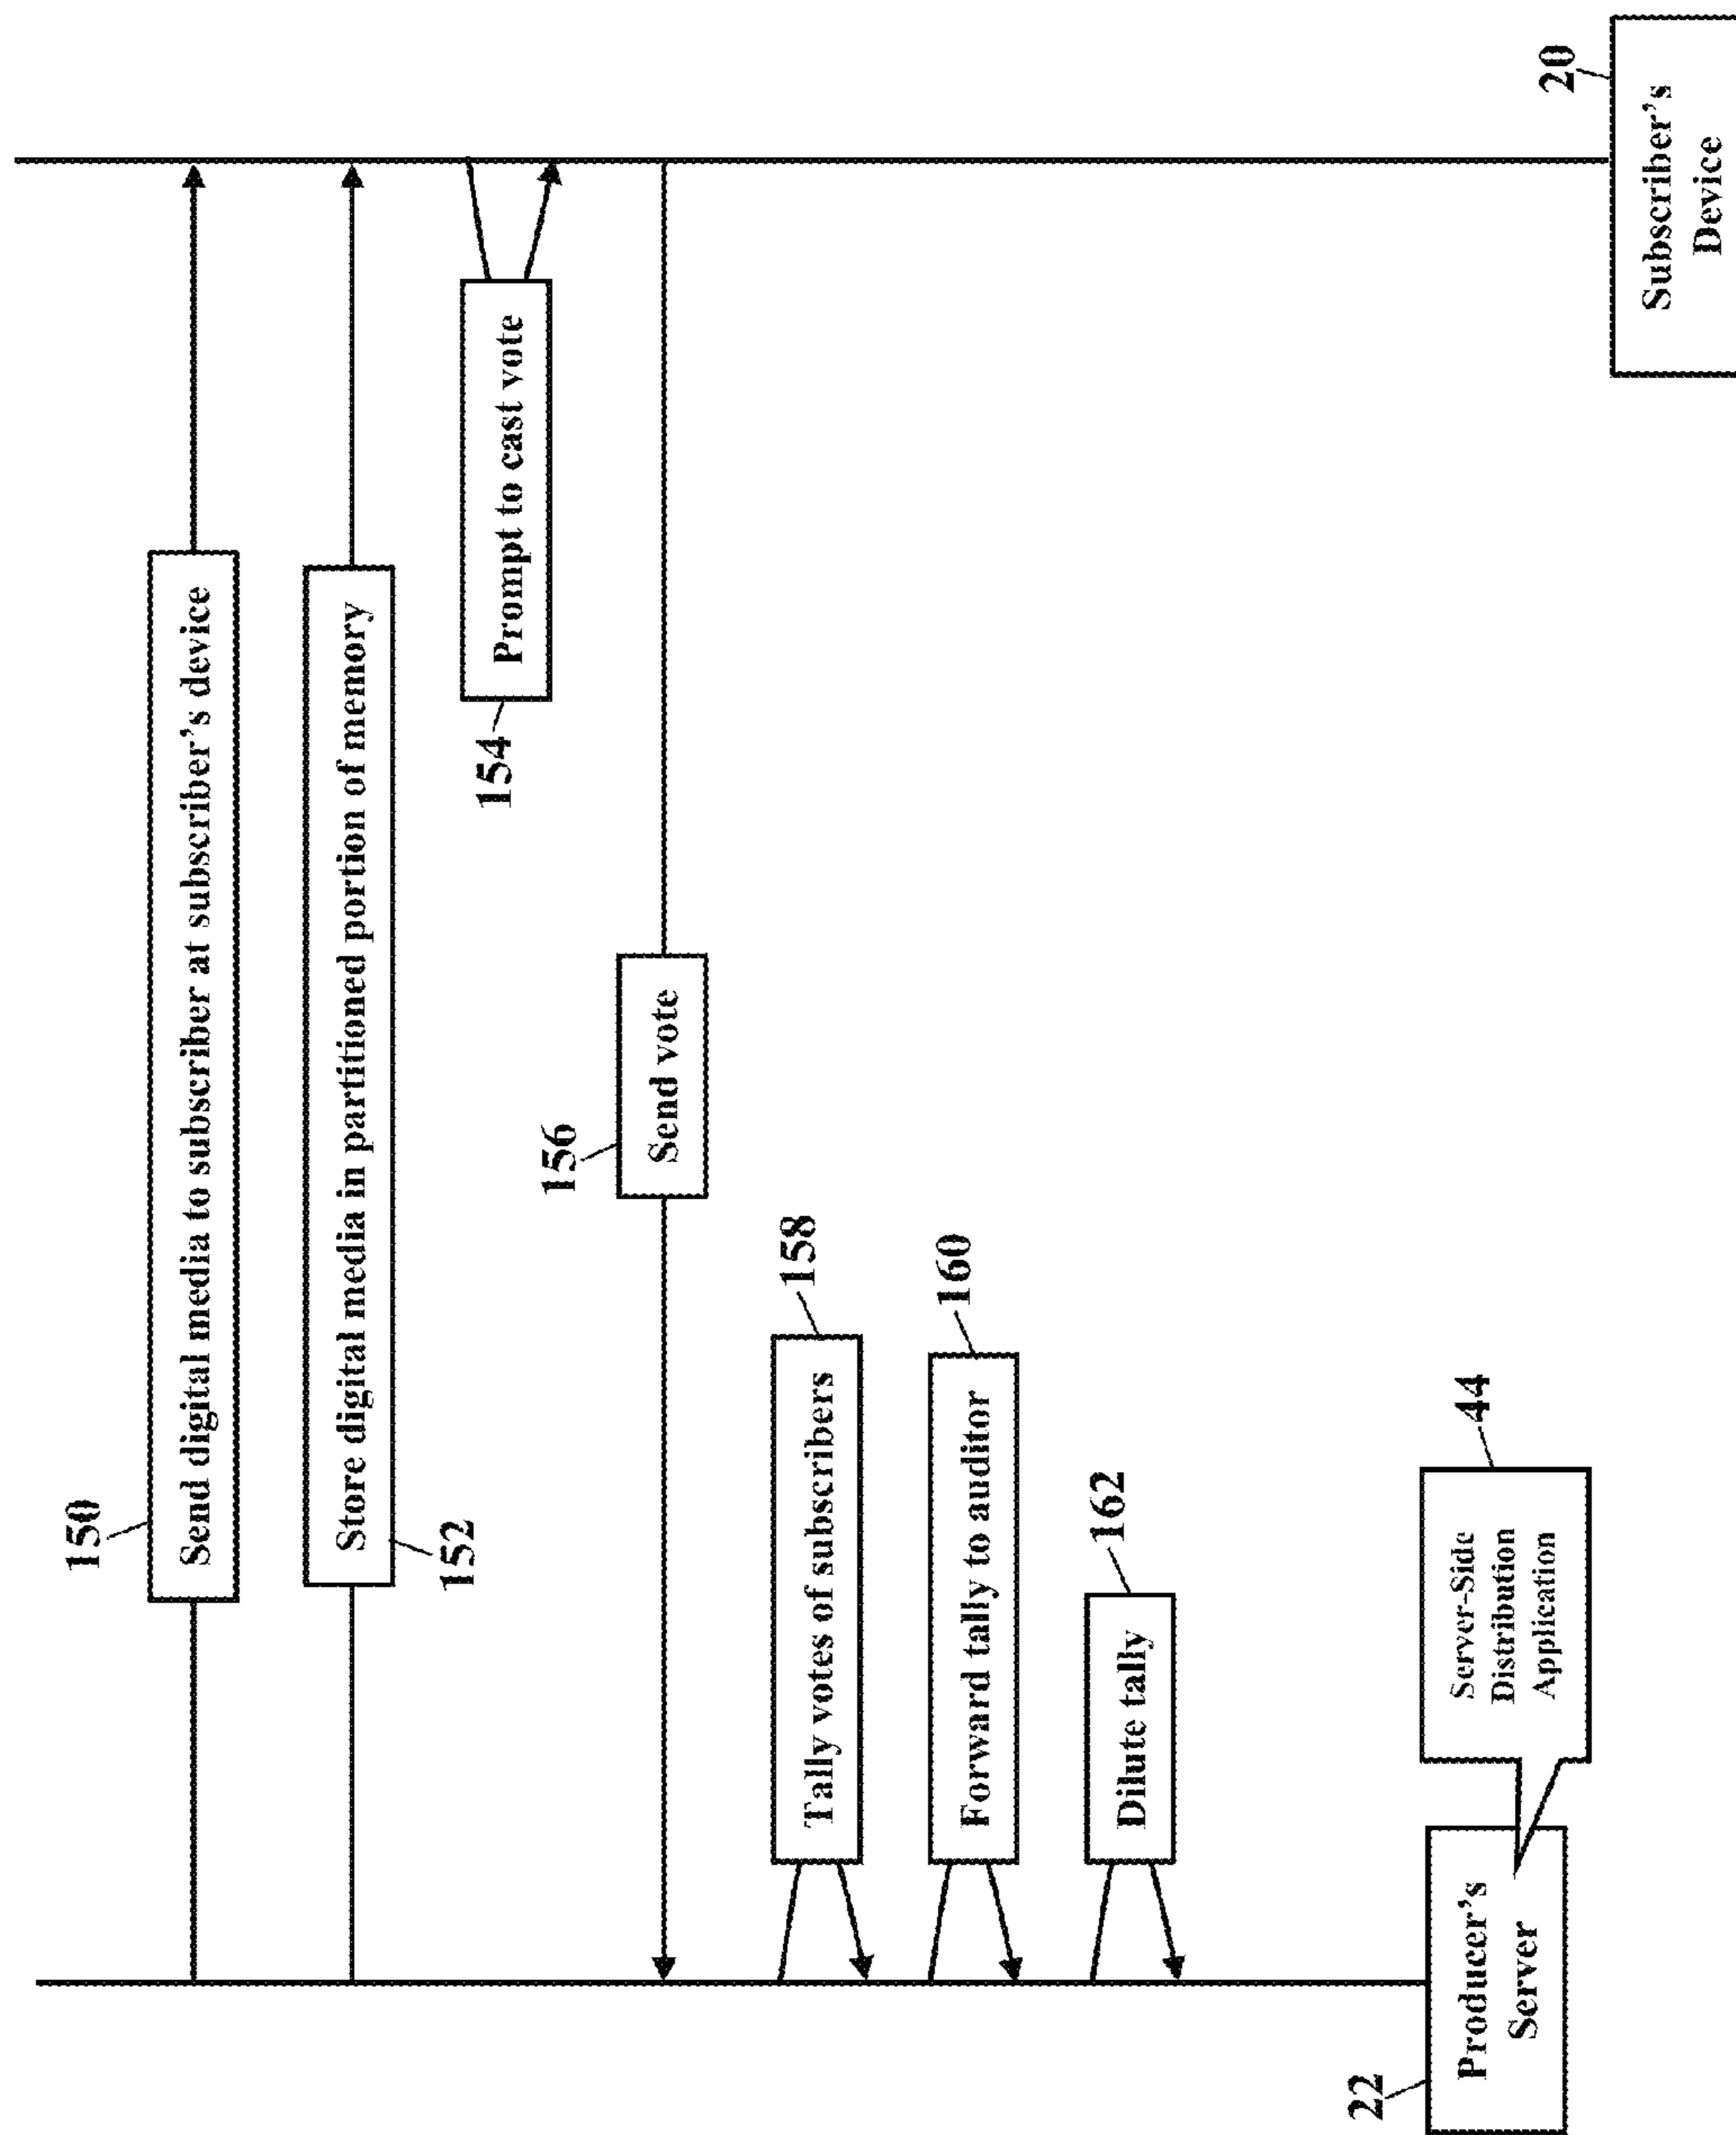 150
Send digital media to subscriber at subscriber's device
Store digital media in partitioned portion of memory
152
154
Prompt to cast vote
156
Send vote
Tally votes of subscribers
158
Forward tally to auditor
160
Dilute tally
162
22
Producer's
Server
Server-Side
Distribution
Application
44
20
Subscriber's
Device